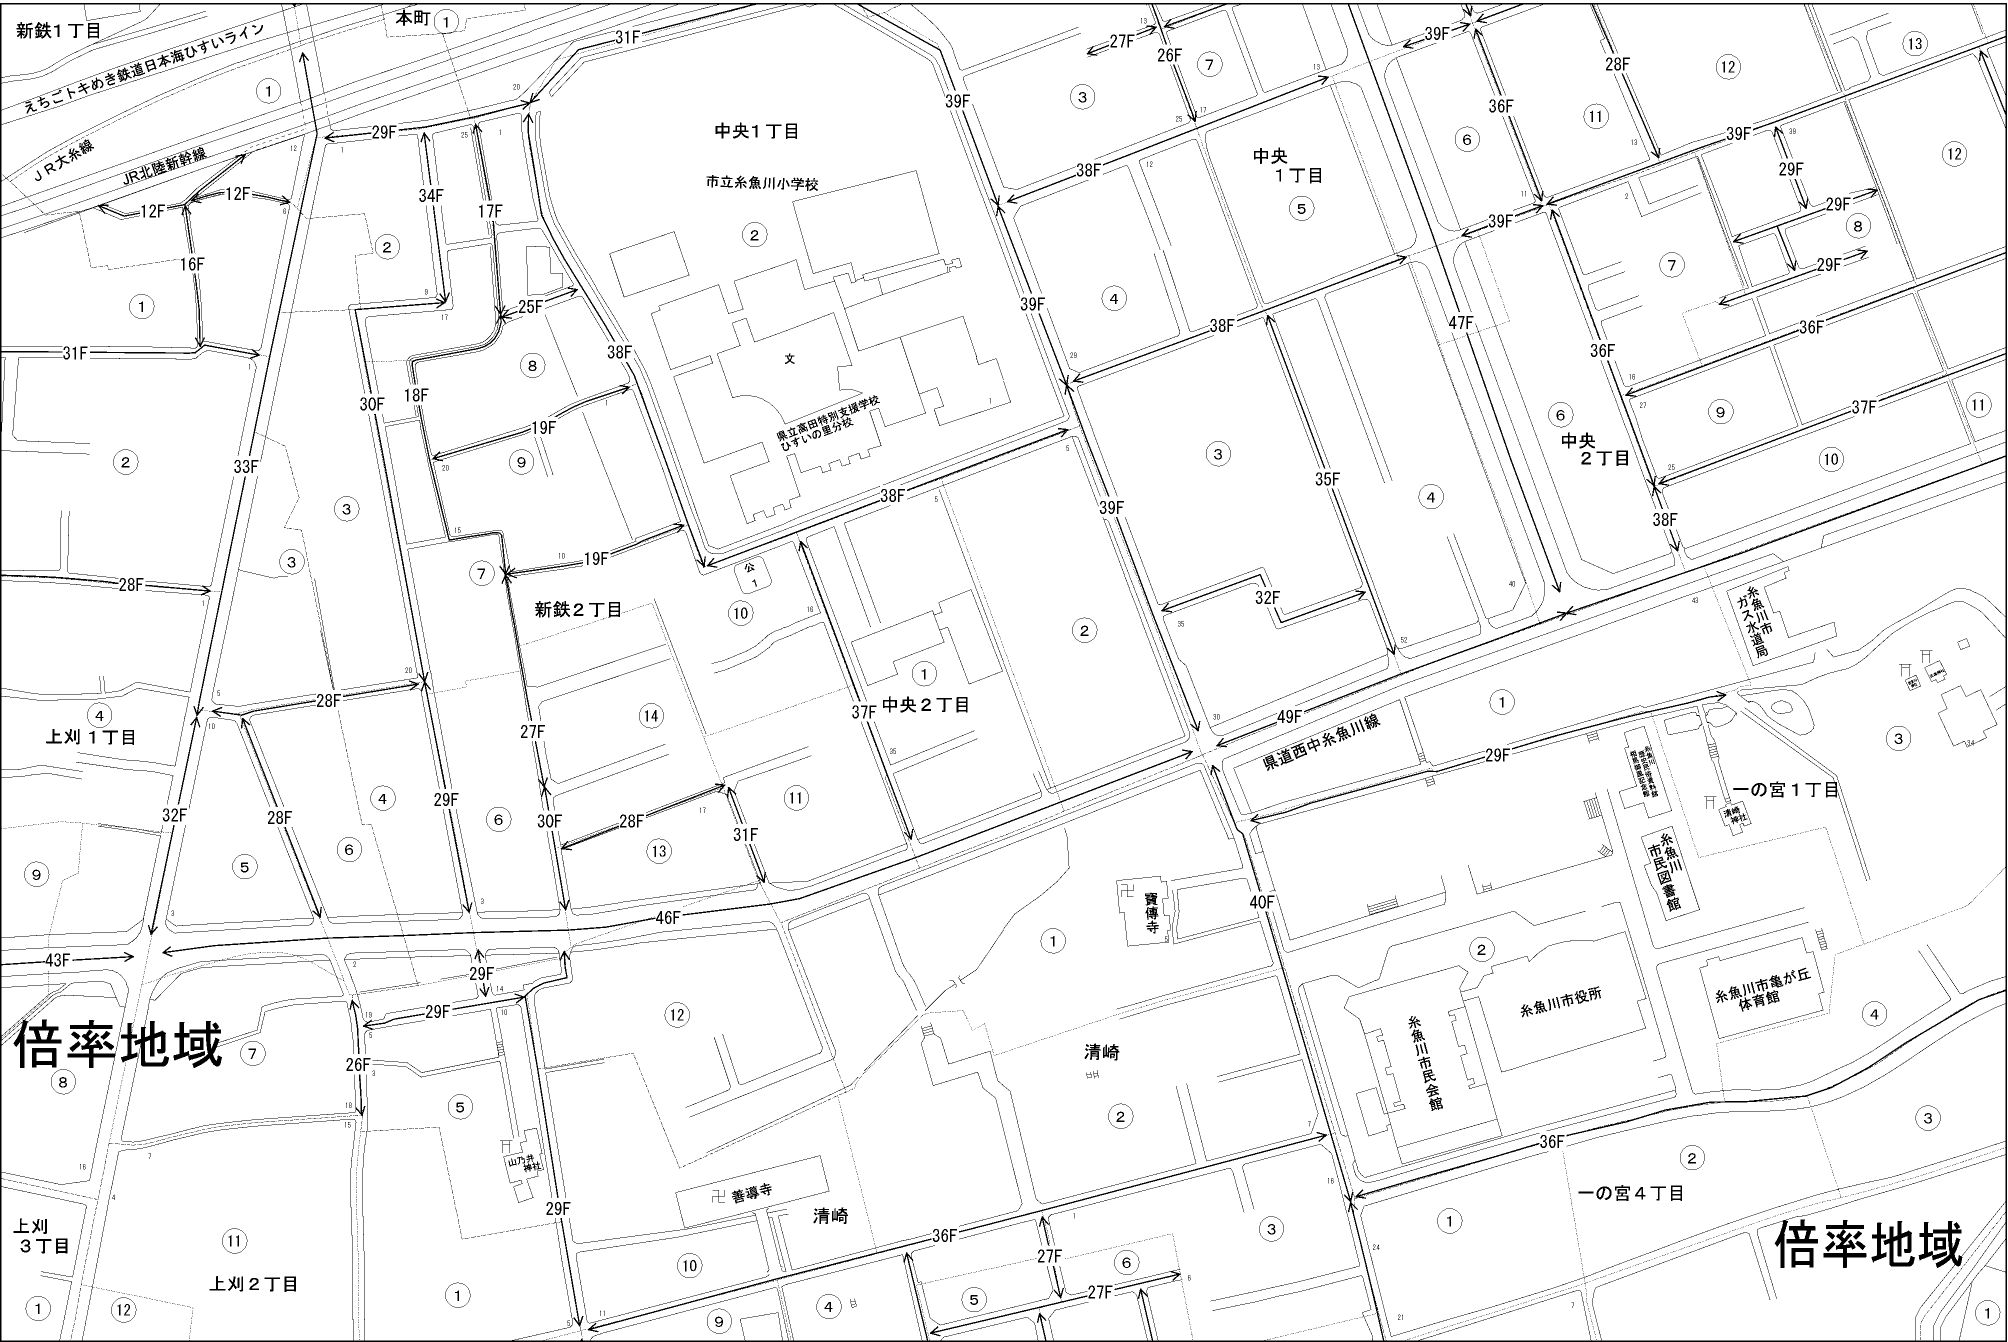 新鉄1丁目
本町
①
えちごトキめき鉄道日本海ひすいライン
JR大糸線
JR北陸新幹線
31F
27F
26F
39F
28F
39F
36F
39F
29F
29F
29F
29F
34F
17F
12F
12F
16F
25F
38F
38F
39F
39F
38F
47F
36F
36F
37F
31F
30F
18F
19F
33F
19F
38F
39F
35F
32F
38F
28F
28F
27F
37F
49F
29F
32F
28F
29F
30F
28F
31F
46F
40F
43F
29F
29F
26F
29F
36F
36F
27F
27F
中央1丁目
市立糸魚川小学校
文
県立高田特別支援学校
ひすいの里分校
中央
1丁目
中央
2丁目
新鉄2丁目
公
1
中央2丁目
県道西中糸魚川線
糸魚川市
ガス水道局
一の宮1丁目
清崎
神社
糸魚川
市民図書館
上刈1丁目
寶傳寺
糸魚川市役所
糸魚川市民会館
糸魚川市亀が丘
体育館
倍率地域
清崎
山乃井
神社
善導寺
清崎
一の宮4丁目
上刈
3丁目
上刈2丁目
倍率地域